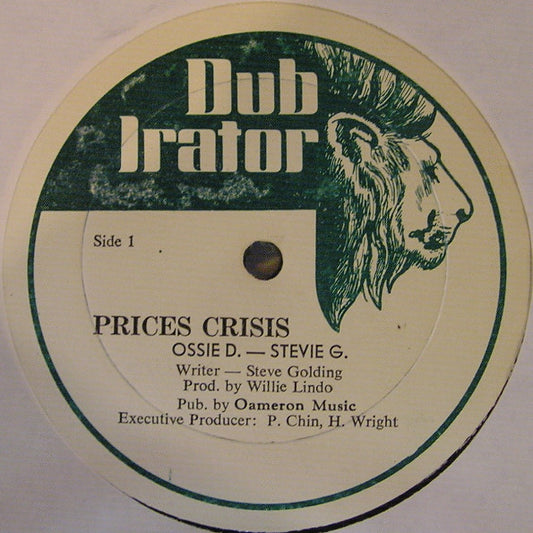 Dub
Irator
Side 1
PRICES CRISIS
OSSIE D. — STEVIE G.
Writer — Steve Golding
Prod. by Willie Lindo
Pub. by Oameron Music
Executive Producer: P. Chin, H. Wright